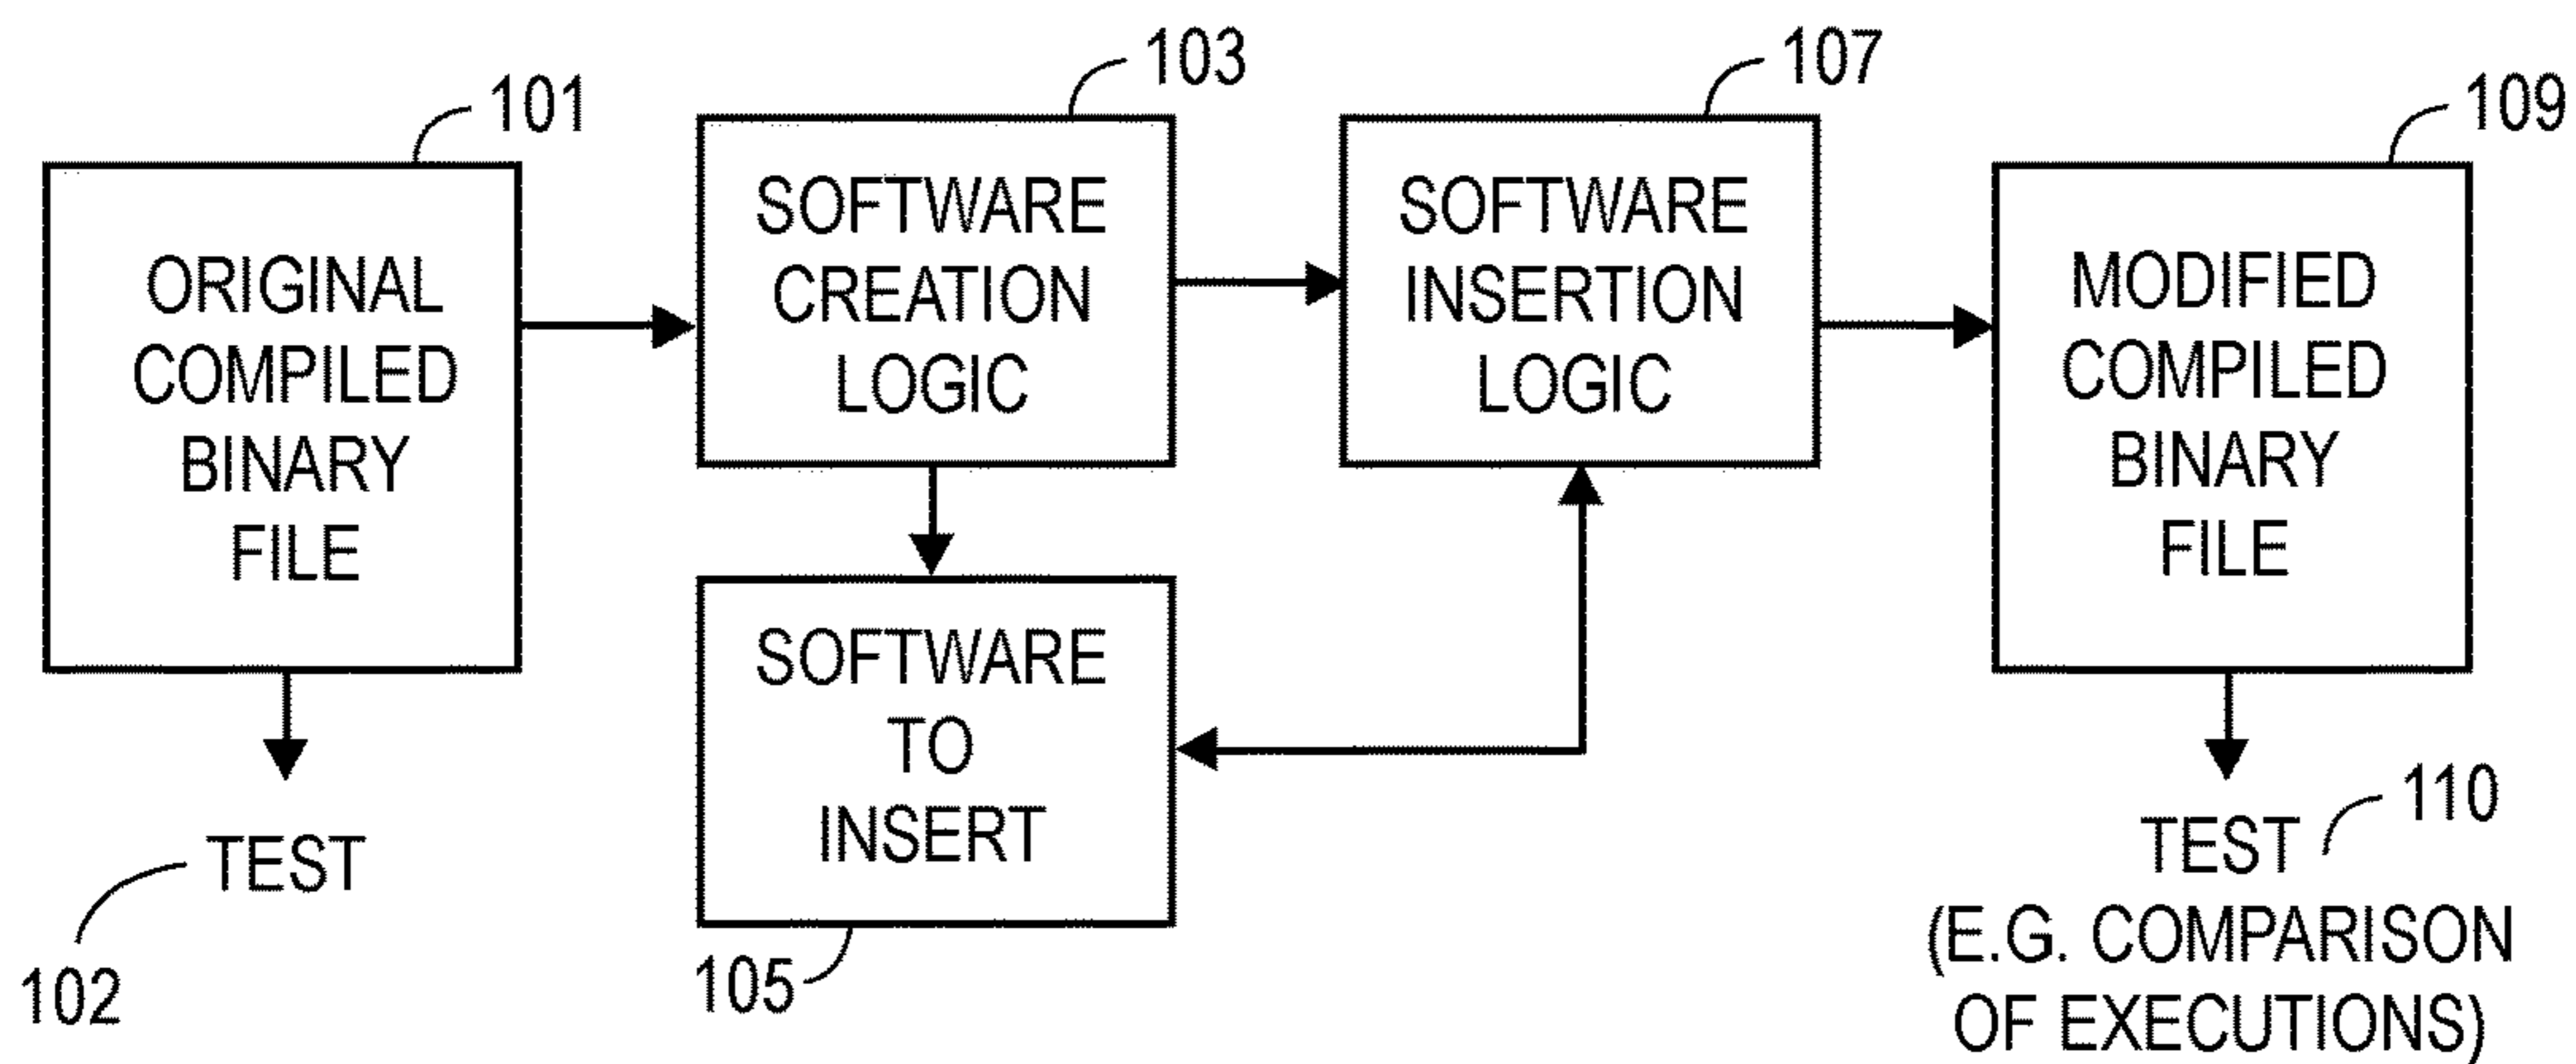 101
ORIGINAL
COMPILED
BINARY
FILE
TEST
102
103
SOFTWARE
CREATION
LOGIC
SOFTWARE
TO
INSERT
105
107
SOFTWARE
INSERTION
LOGIC
109
MODIFIED
COMPILED
BINARY
FILE
110
TEST
(E.G. COMPARISON
OF EXECUTIONS)